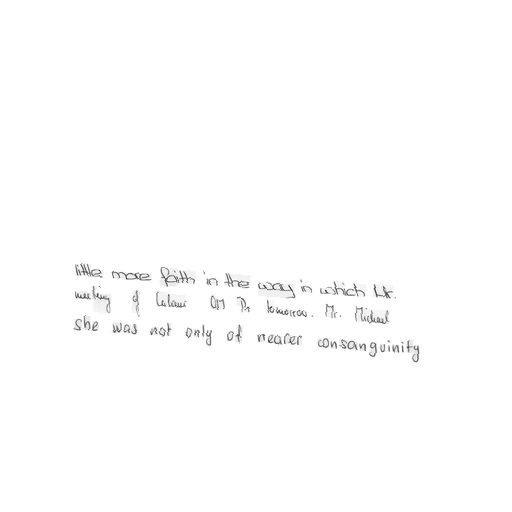 little more faith in the way in which Mr.
meeting of Labour on tomorrow. Mr. Michael
she was not only of nearer consanguinity